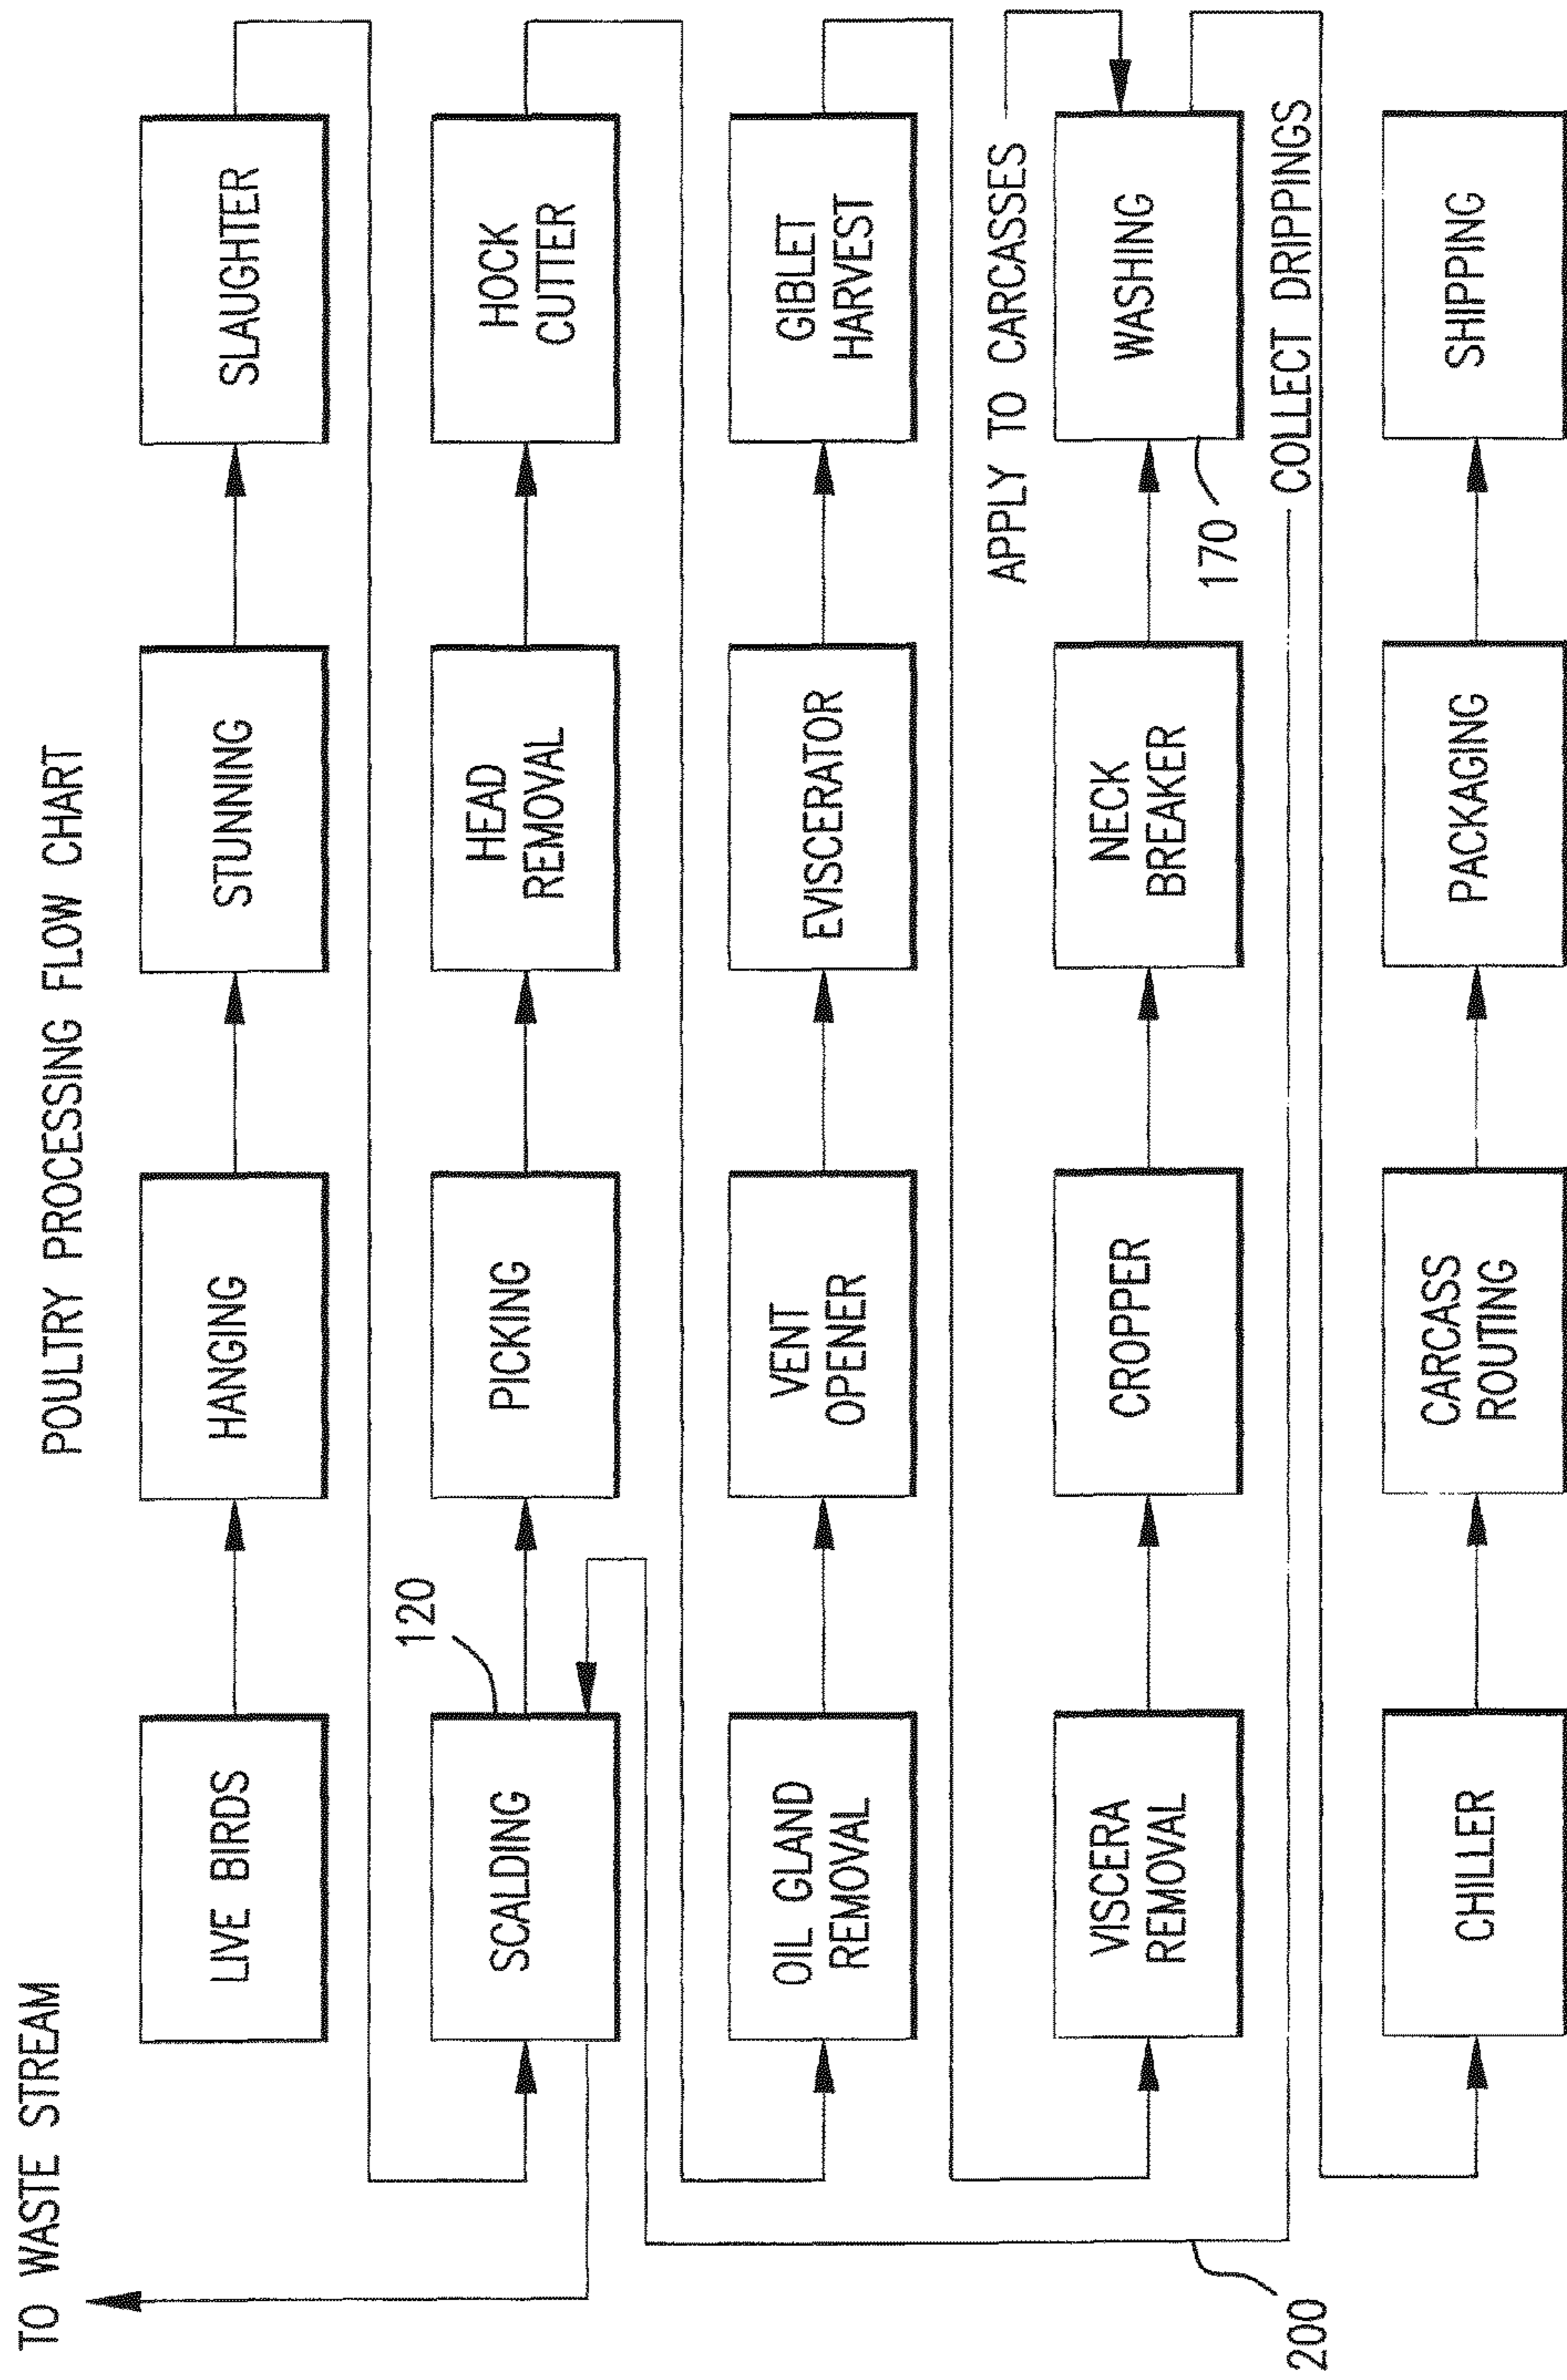 POULTRY PROCESSING FLOW CHART
TO WASTE STREAM
LIVE BIRDS
HANGING
STUNNING
SLAUGHTER
120
SCALDING
PICKING
HEAD
REMOVAL
HOCK
CUTTER
OIL GLAND
REMOVAL
VENT
OPENER
EVISCERATOR
GIBLET
HARVEST
APPLY TO CARCASSES
VISCERA
REMOVAL
CROPPER
NECK
BREAKER
WASHING
170
COLLECT DRIPPINGS
200
CHILLER
CARCASS
ROUTING
PACKAGING
SHIPPING